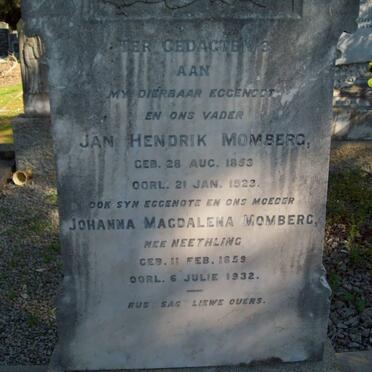 TER GEDACTENIS
AAN
MY DIERBAAR EGGENOOT
EN ONS VADER
JAN HENDRIK MOMBERG,
GEB. 28 AUG. 1853
OORL. 21 JAN. 1923.
OOK SYN EGGENOTE EN ONS MOEDER
JOHANNA MAGDALENA MOMBERG,
NEE NEETHLING
GEB. 11 FEB. 1859
OORL. 6 JULIE 1932.
RUS SAG LIEWE OUERS.